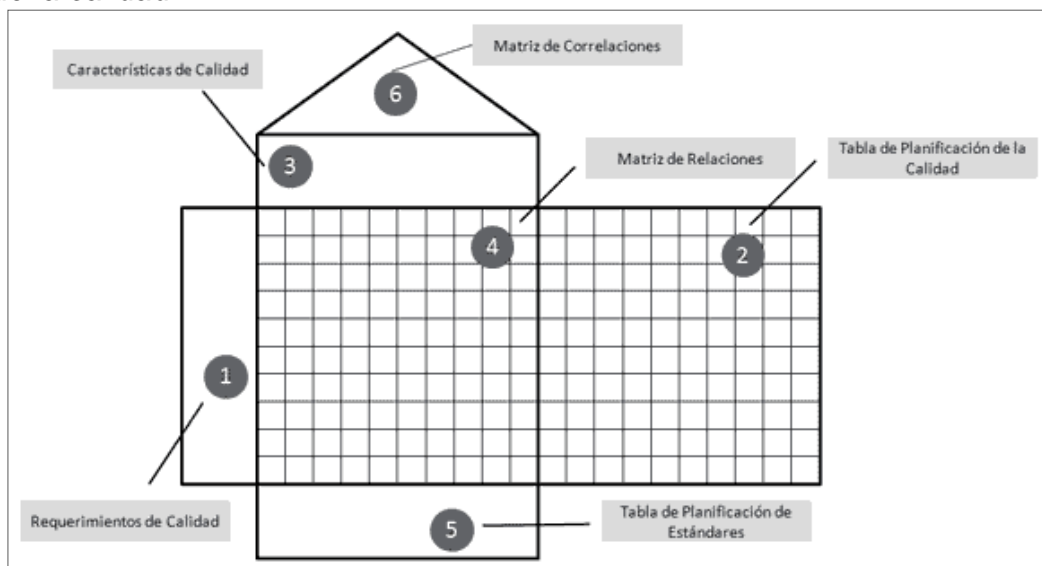 Matriz de Correlaciones
Características de Calidad
6
3
Matriz de Relaciones
Tabla de Planificación de la
Calidad
4
2
1
Requerimientos de Calidad
5
Tabla de Planificación de
Estándares